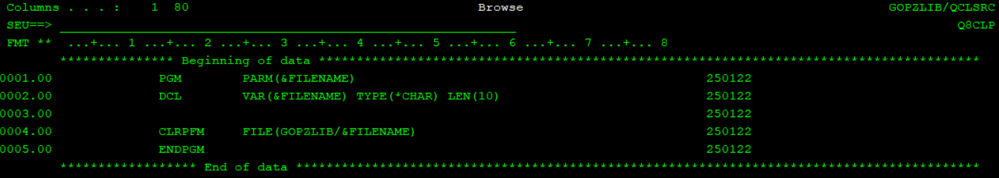 Columns . . . :    1  80                                      Browse                                                GOPZLIB/QCLSRC
SEU==>                                                                                                                       Q8CLP
FMT **  ...+... 1 ...+... 2 ...+... 3 ...+... 4 ...+... 5 ...+... 6 ...+... 7 ...+... 8
*************** Beginning of data ***************************************************************************************
0001.00              PGM        PARM(&FILENAME)                                              250122
0002.00              DCL        VAR(&FILENAME) TYPE(*CHAR) LEN(10)                           250122
0003.00                                                                                      250122
0004.00              CLRPFM     FILE(GOPZLIB/&FILENAME)                                      250122
0005.00              ENDPGM                                                                  250122
****************** End of data ******************************************************************************************